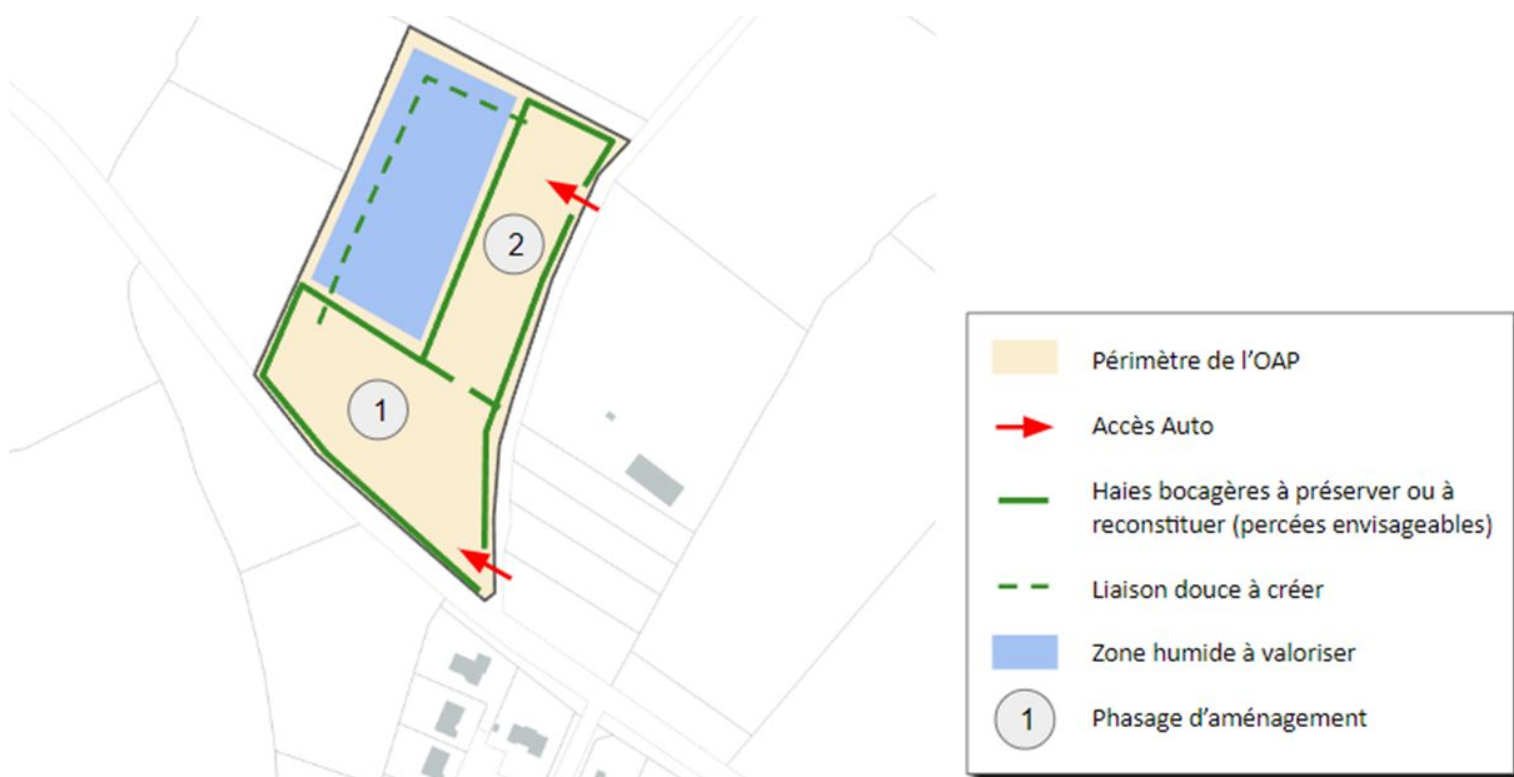 2
1
Périmètre de l'OAP
Accès Auto
Haies bocagères à préserver ou à
reconstituer (percées envisageables)
Liaison douce à créer
Zone humide à valoriser
1
Phasage d'aménagement